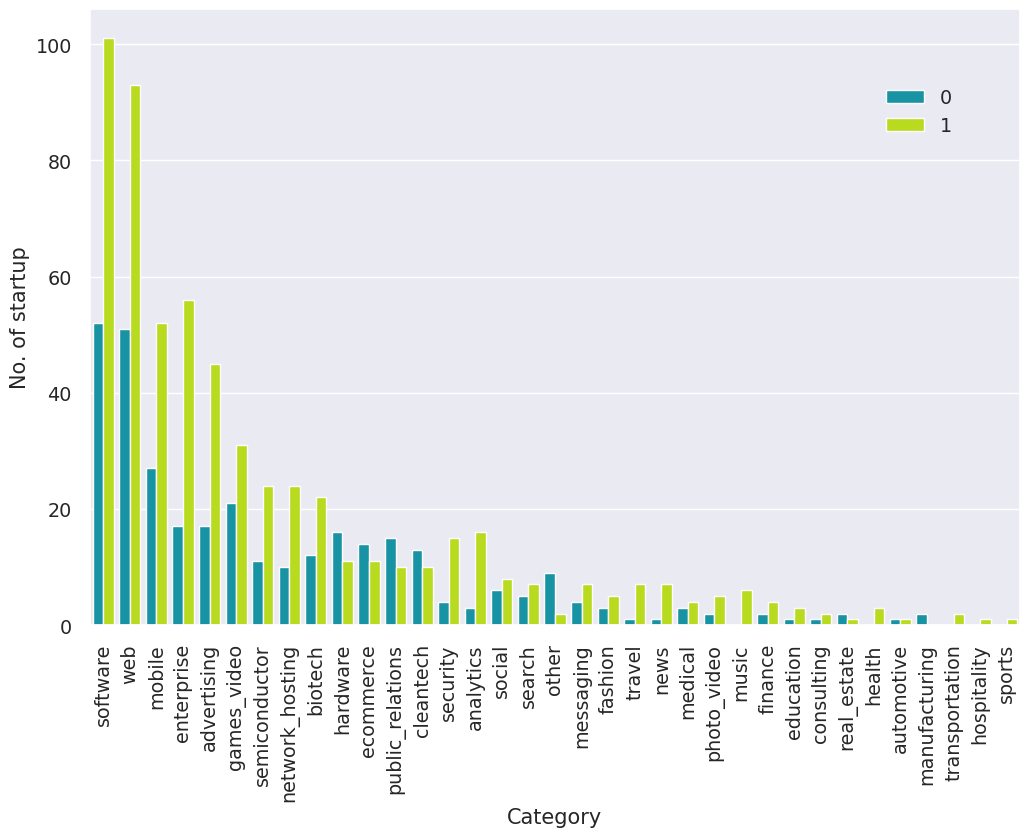 100
80
60
40
20
0
No. of startup
0
1
software
web
mobile
enterprise
advertising
games_video
semiconductor
network_hosting
biotech
hardware
ecommerce
public_relations
cleantech
security
analytics
social
search
other
messaging
fashion
travel
news
medical
photo_video
music
finance
education
consulting
real_estate
health
automotive
manufacturing
transportation
hospitality
sports
Category